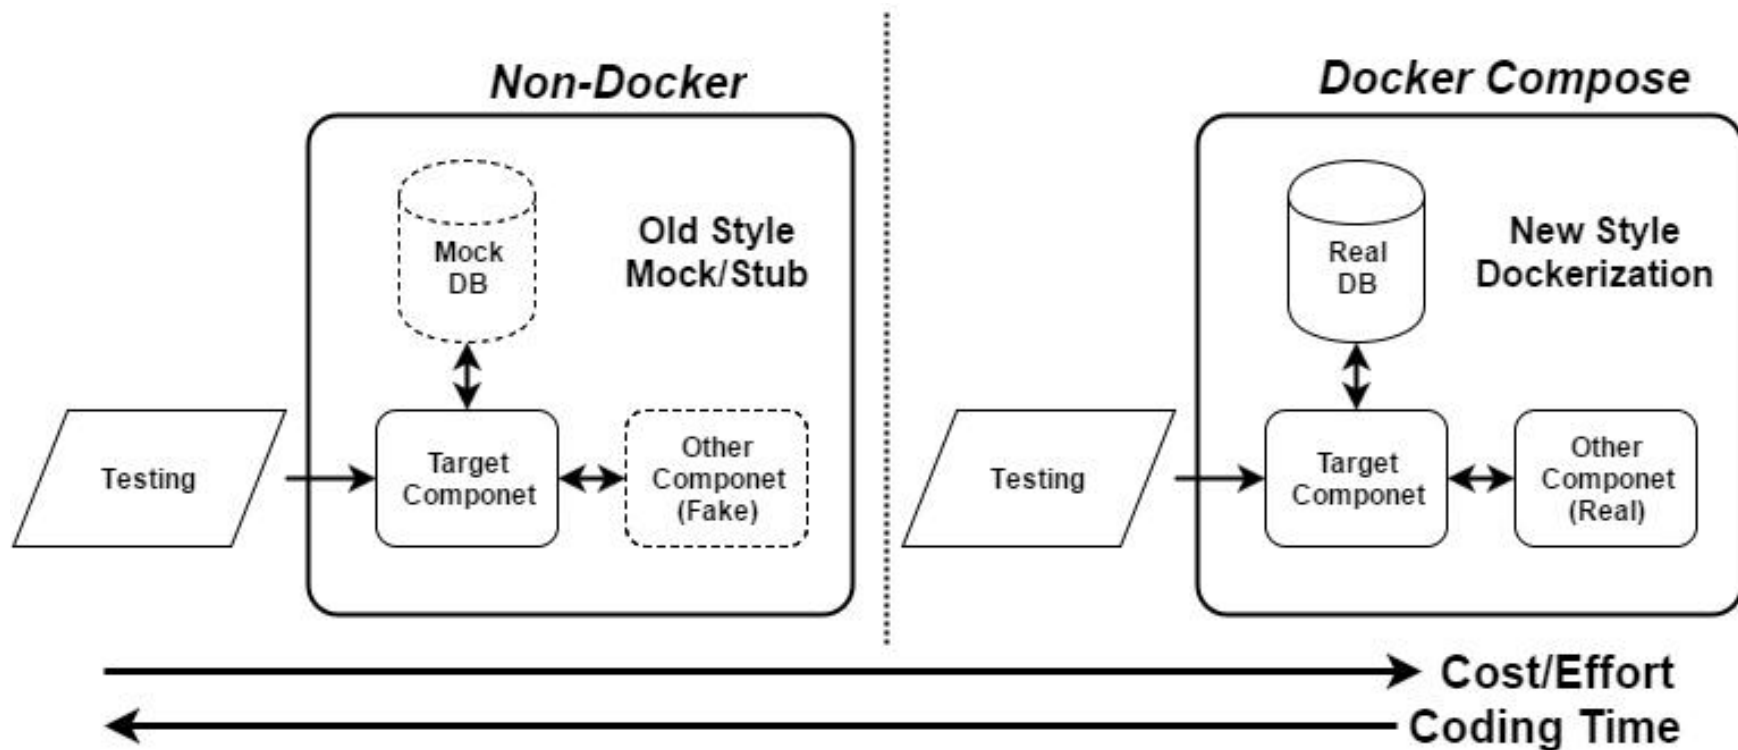 Non-Docker
Mock
DB
Old Style
Mock/Stub
Testing
Target
Componet
Other
Componet
(Fake)
Docker Compose
Real
DB
New Style
Dockerization
Testing
Target
Componet
Other
Componet
(Real)
Cost/Effort
Coding Time